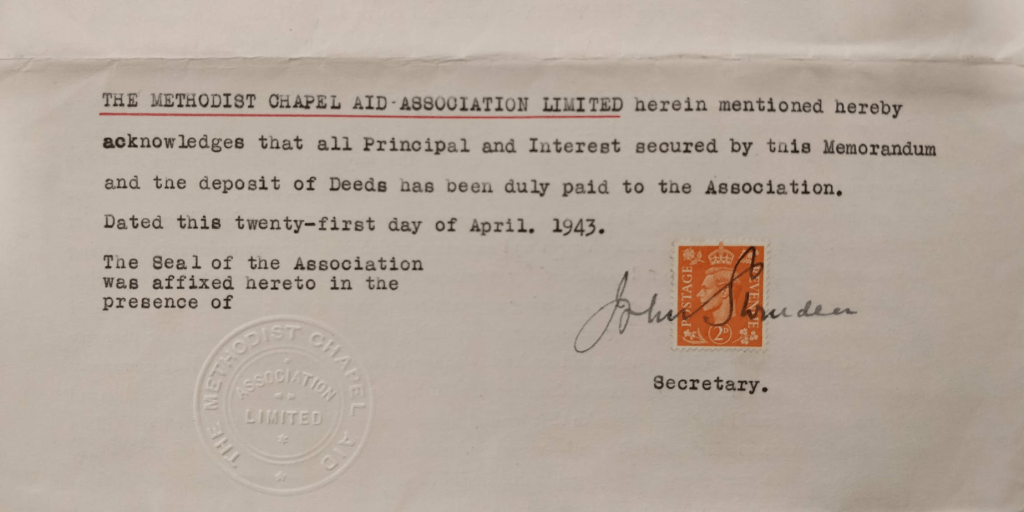 THE METHODIST CHAPEL AID ASSOCIATION LIMITED herein mentioned hereby
acknowledges that all Principal and Interest secured by this Memorandum
and the deposit of Deeds has been duly paid to the Association.
Dated this twenty-first day of April. 1943.
The Seal of the Association
was affixed hereto in the
presence of
John
POSTAGE
REVENUE
2D
Secretary.
THE METHODIST CHAPEL AID
ASSOCIATION
LIMITED